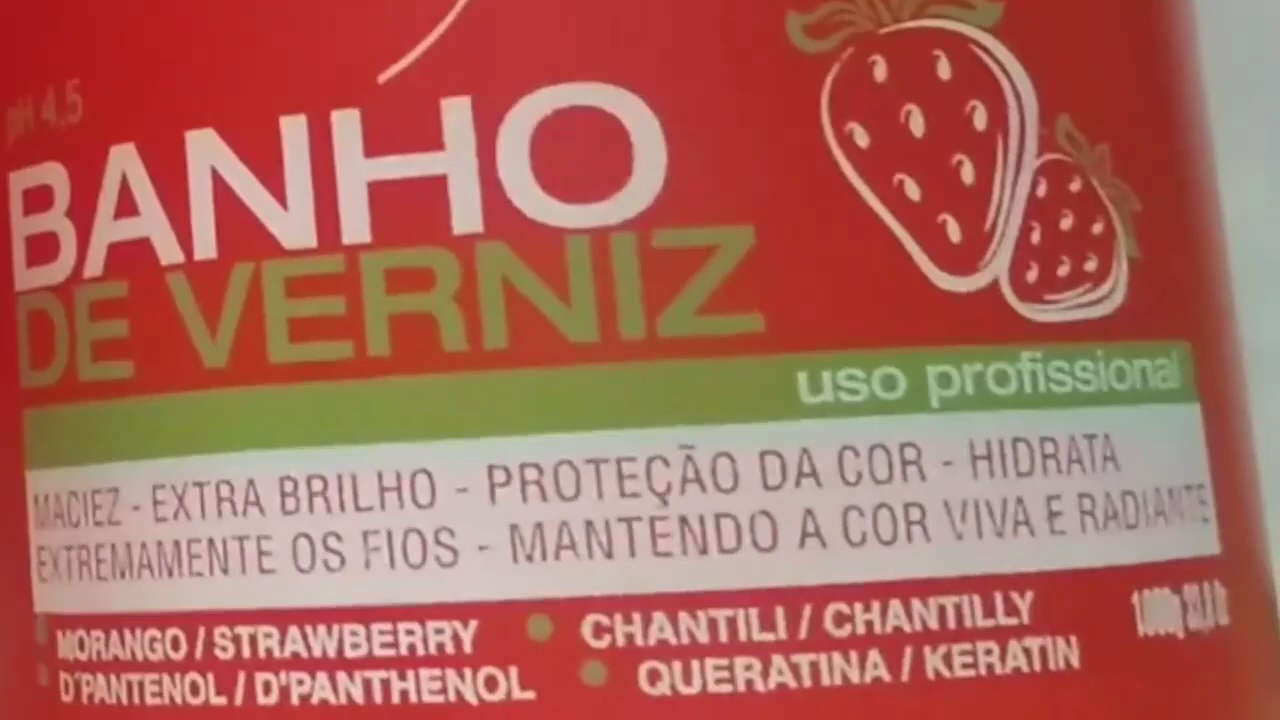 pH 4,5
BANHO
DE VERNIZ
uso profissional
MACIEZ - EXTRA BRILHO - PROTEÇÃO DA COR - HIDRATA
EXTREMAMENTE OS FIOS - MANTENDO A COR VIVA E RADIANTE
MORANGO / STRAWBERRY
CHANTILI / CHANTILLY
D'PANTENOL / D'PANTHENOL
QUERATINA / KERATIN